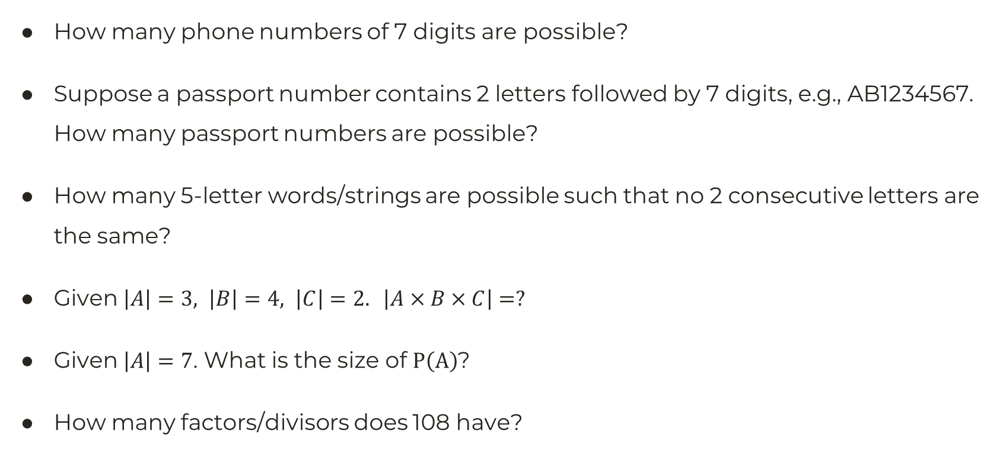 ● How many phone numbers of 7 digits are possible?
● Suppose a passport number contains 2 letters followed by 7 digits, e.g., AB1234567.
How many passport numbers are possible?
● How many 5-letter words/strings are possible such that no 2 consecutive letters are
the same?
● Given |A| = 3, |B| = 4, |C| = 2. |A × B × C| =?
● Given |A| = 7. What is the size of P(A)?
● How many factors/divisors does 108 have?